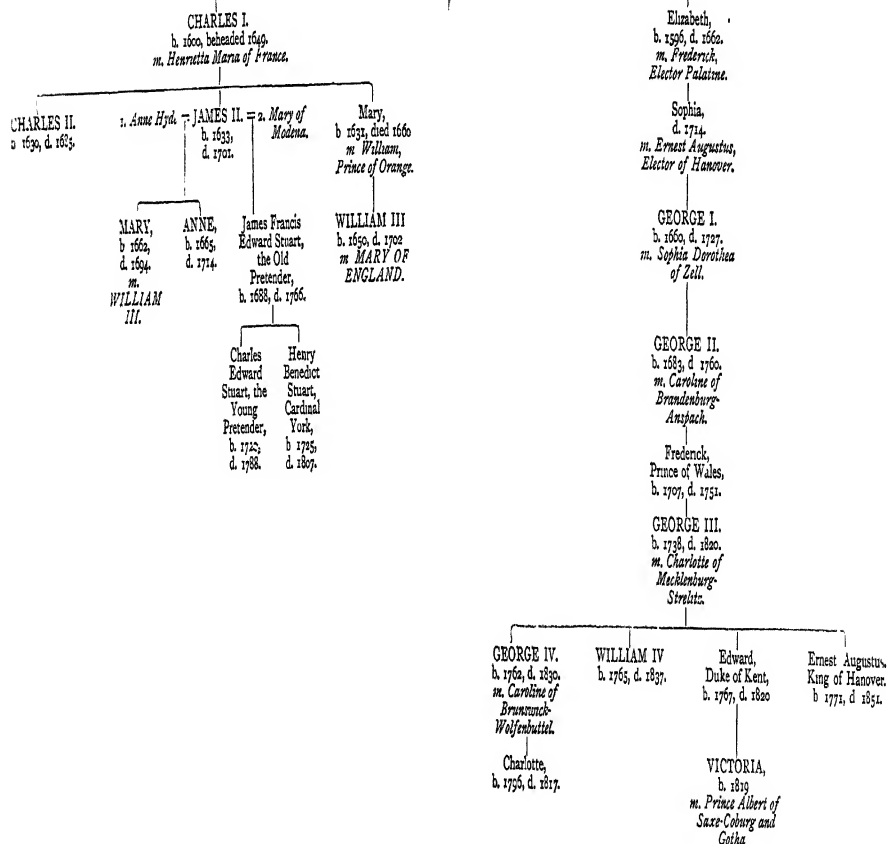 CHARLES I.
b. 1600, beheaded 1649.
m. Henrietta Maria of France.
CHARLES II.
b 1630, d. 1685.
1. Anne Hyd. = JAMES II. = 2. Mary of
Modena.
b. 1633,
d. 1701.
Mary,
b 1631, died 1660
m William,
Prince of Orange.
MARY,
b 1662,
d. 1694.
m.
WILLIAM
III.
ANNE,
b. 1665,
d. 1714.
James Francis
Edward Stuart,
the Old
Pretender,
b. 1688, d. 1766.
WILLIAM III
b. 1650, d. 1702
m MARY OF
ENGLAND.
Charles
Edward
Stuart, the
Young
Pretender,
b. 1720,
d. 1788.
Henry
Benedict
Stuart,
Cardinal
York,
b 1725,
d. 1807.
Elizabeth,
b. 1596, d. 1662.
m. Frederick,
Elector Palatine.
Sophia,
d. 1714.
m. Ernest Augustus,
Elector of Hanover.
GEORGE I.
b. 1660, d. 1727.
m. Sophia Dorothea
of Zell.
GEORGE II.
b. 1683, d 1760.
m. Caroline of
Brandenburg-
Anspach.
Frederick,
Prince of Wales,
b. 1707, d. 1751.
GEORGE III.
b. 1738, d. 1820.
m. Charlotte of
Mecklenburg-
Strelitz.
GEORGE IV.
b. 1762, d. 1830.
m. Caroline of
Brunswick-
Wolfenbuttel.
WILLIAM IV
b. 1765, d. 1837.
Edward,
Duke of Kent,
b. 1767, d. 1820
Ernest Augustus.
King of Hanover.
b 1771, d 1851.
Charlotte,
b. 1796, d. 1817.
VICTORIA,
b. 1819
m. Prince Albert of
Saxe-Coburg and
Gotha